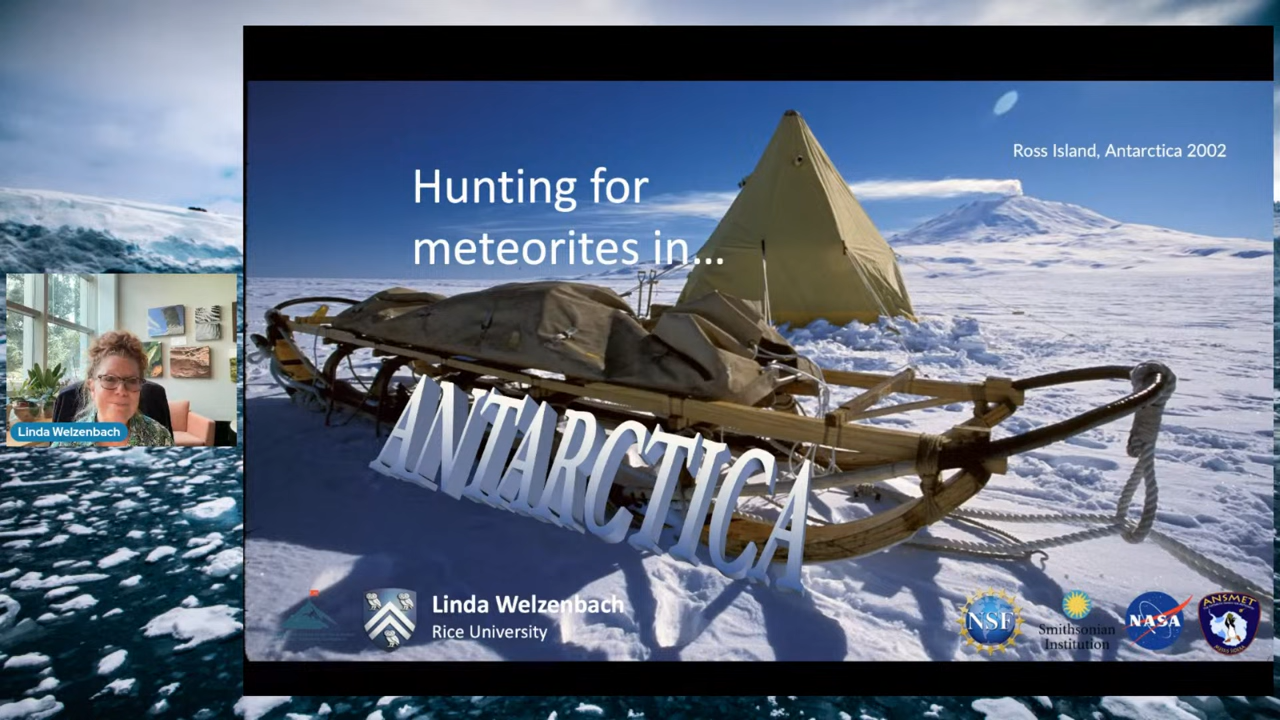 Ross Island, Antarctica 2002
Hunting for
meteorites in...
ANTARCTICA
Linda Welzenbach
Linda Welzenbach
Rice University
NSF
Smithsonian
Institution
NASA
ANSMET